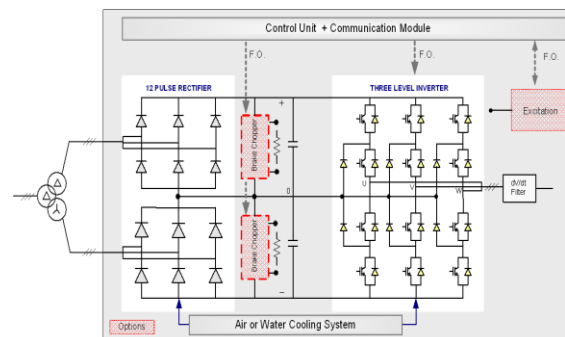 Control Unit + Communication Module
F.O.
F.O.
F.O.
12 PULSE RECTIFIER
THREE LEVEL INVERTER
Excitation
+
Brake Chopper
0
U
V
W
dV/dt
Filter
Brake Chopper
−
Options
Air or Water Cooling System